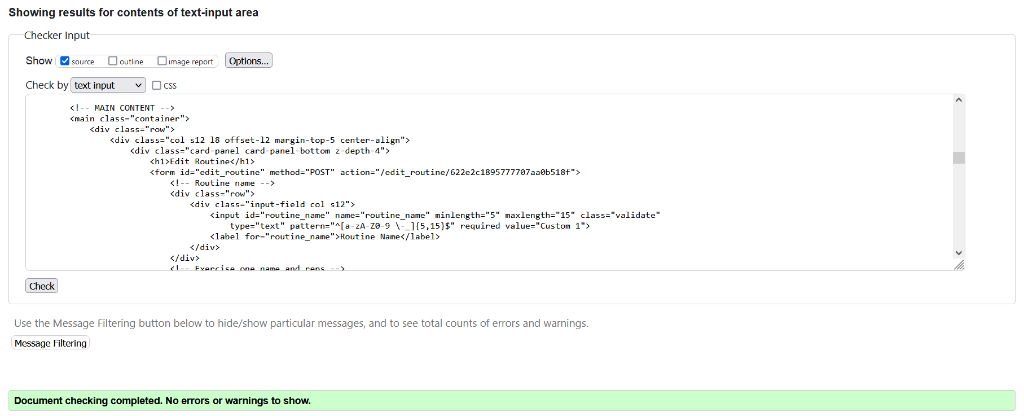 Showing results for contents of text-input area
Checker Input
Show source outline image report Options...
Check by text input css
<!-- MAIN CONTENT -->
<main class="container">
<div class="row">
<div class="col s12 l8 offset-l2 margin-top-5 center-align">
<div class="card-panel card-panel-bottom z-depth-4">
<h1>Edit Routine</h1>
<form id="edit_routine" method="POST" action="/edit_routine/622e2c1895777707aa0b518f">
<!-- Routine name -->
<div class="row">
<div class="input-field col s12">
<input id="routine_name" name="routine_name" minlength="5" maxlength="15" class="validate"
type="text" pattern="^[a-zA-Z0-9 \-_]{5,15}$" required value="Custom 1">
<label for="routine_name">Routine Name</label>
</div>
</div>
<!-- Exercise one name and reps -->
Check
Use the Message Filtering button below to hide/show particular messages, and to see total counts of errors and warnings.
Message Filtering
Document checking completed. No errors or warnings to show.